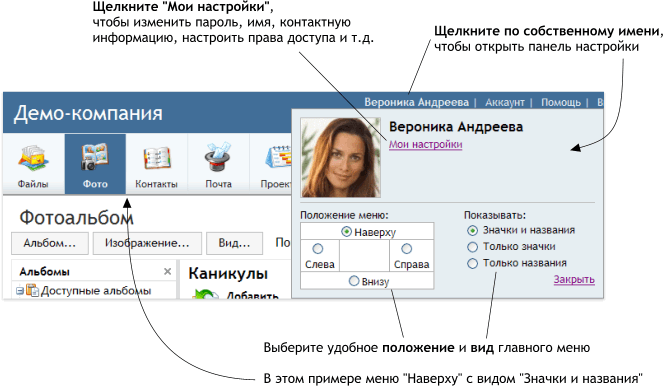 Щелкните "Мои настройки",
чтобы изменить пароль, имя, контактную
информацию, настроить права доступа и т.д.
Щелкните по собственному имени,
чтобы открыть панель настройки
Вероника Андреева | Аккаунт | Помощь | В
Демо-компания
Вероника Андреева
Мои настройки
Файлы
Фото
Контакты
Почта
Проек
Фотоальбом
Альбом...
Изображение...
Вид...
По
Положение меню:
Наверху
Слева
Справа
Внизу
Показывать:
Значки и названия
Только значки
Только названия
Закрыть
Альбомы
×
Доступные альбомы
Каникулы
Добавить
Выберите удобное положение и вид главного меню
В этом примере меню "Наверху" с видом "Значки и названия"